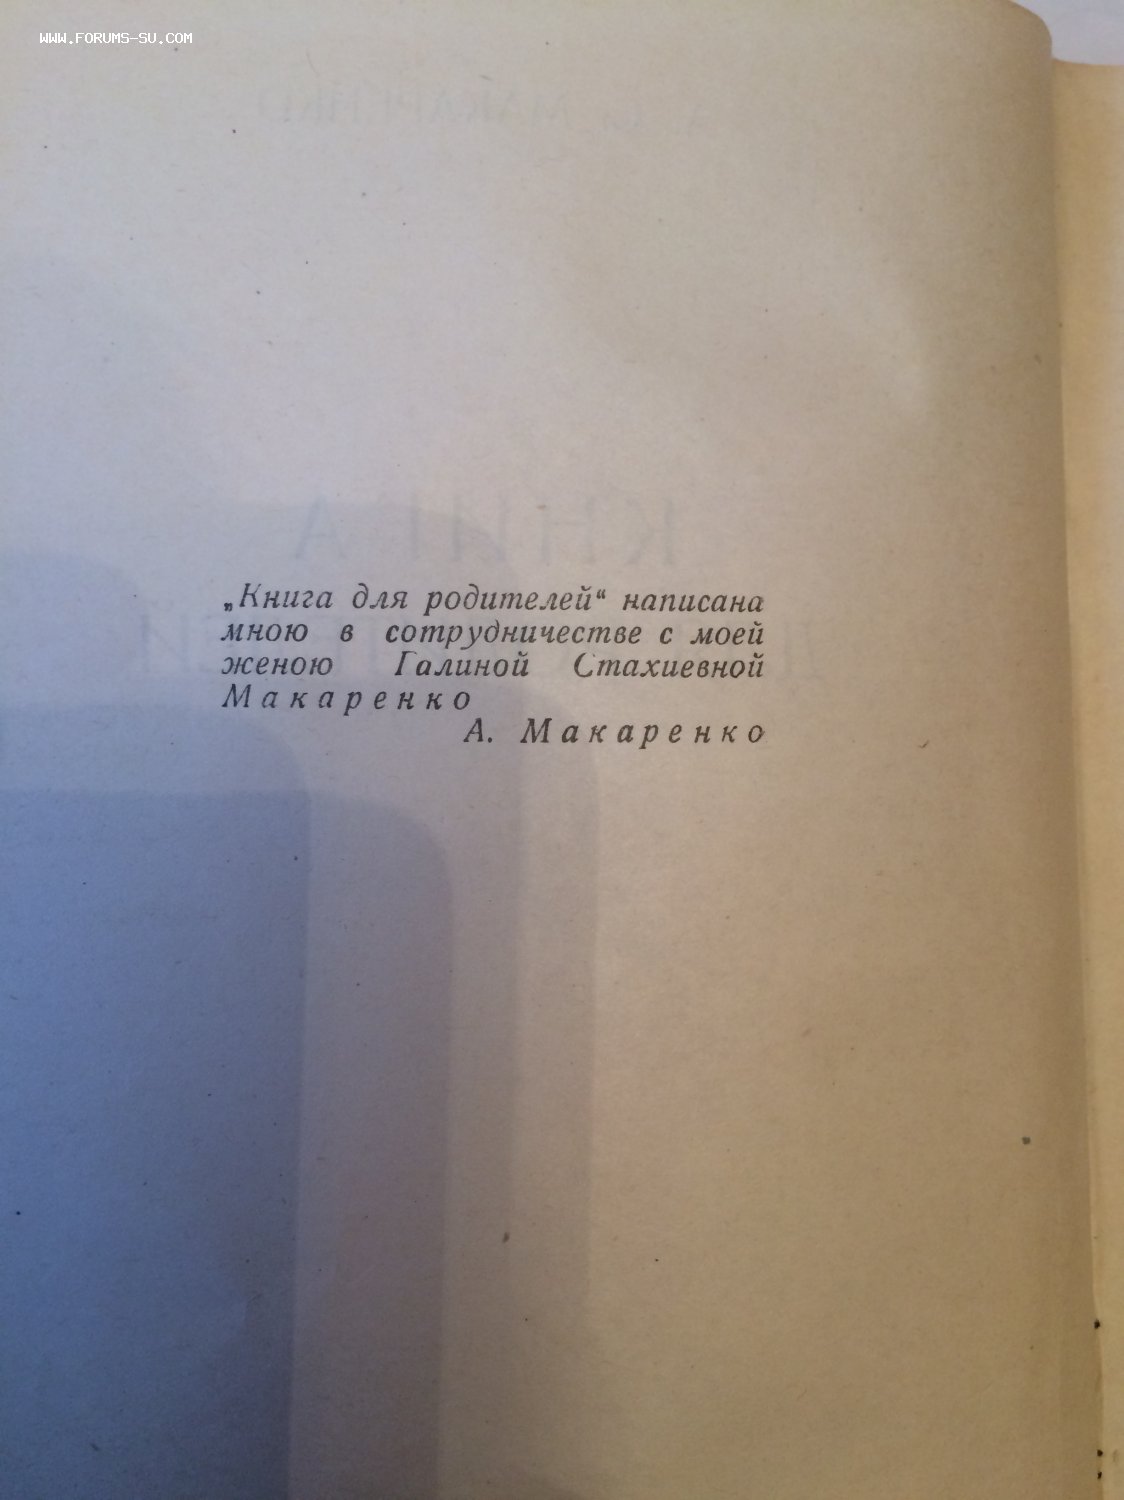 WWW.FORUMS-SU.COM
„Книга для родителей“ написана
мною в сотрудничестве с моей
женою Галиной Стахиевной
Макаренко
А. Макаренко